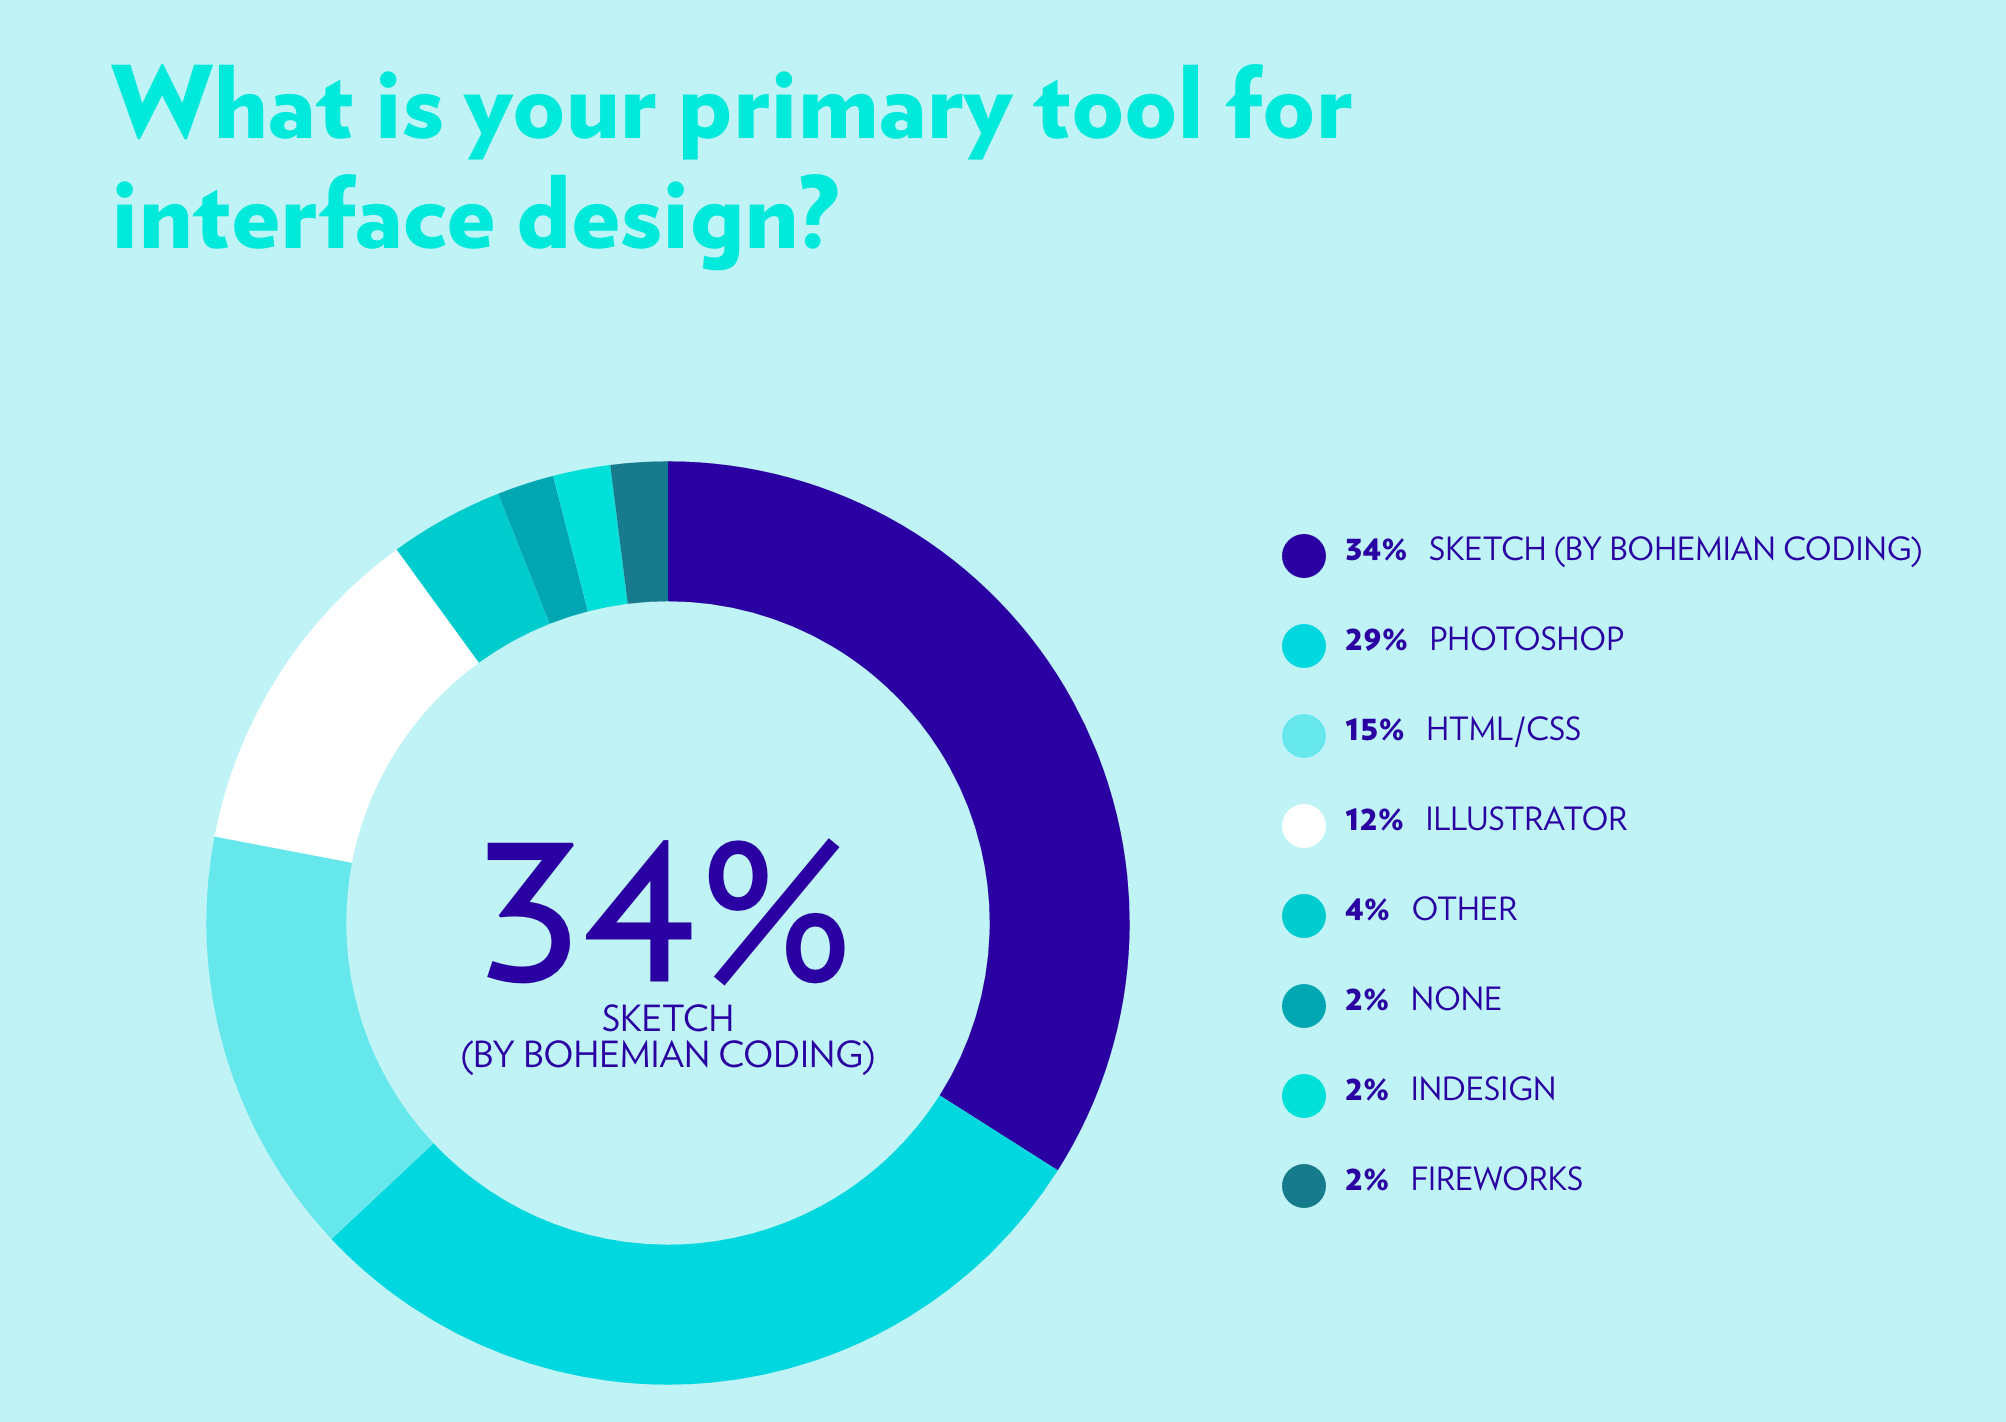 What is your primary tool for
interface design?
34%
SKETCH
(BY BOHEMIAN CODING)
34% SKETCH (BY BOHEMIAN CODING)
29% PHOTOSHOP
15% HTML/CSS
12% ILLUSTRATOR
4% OTHER
2% NONE
2% INDESIGN
2% FIREWORKS